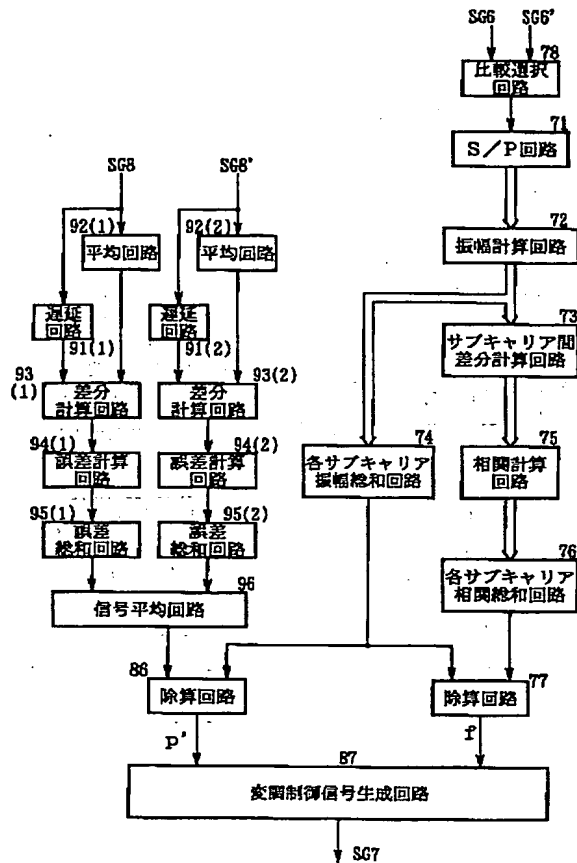 SG6 SG6'
78
比較選択
回路
71
S/P回路
SG8 SG8'
92(1) 92(2)
平均回路 平均回路
72
振幅計算回路
遅延
回路
遅延
回路
91(1) 91(2)
73
サブキャリア間
差分計算回路
93
(1)
差分
計算回路
93(2)
差分
計算回路
94(1) 94(2)
誤差計算
回路
誤差計算
回路
74
各サブキャリア
振幅総和回路
75
相関計算
回路
95(1) 95(2)
誤差
総和回路
誤差
総和回路
76
各サブキャリア
相関総和回路
96
信号平均回路
86
除算回路
77
除算回路
p' f
87
変調制御信号生成回路
SG7